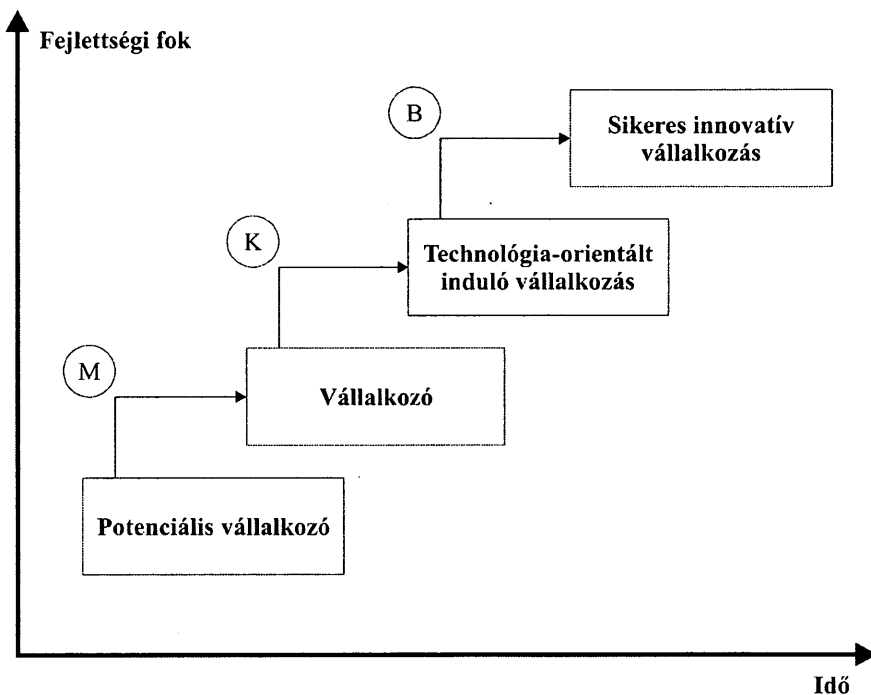 Fejlettségi fok
B
Sikeres innovatív
vállalkozás
K
Technológia-orientált
induló vállalkozás
M
Vállalkozó
Potenciális vállalkozó
Idő